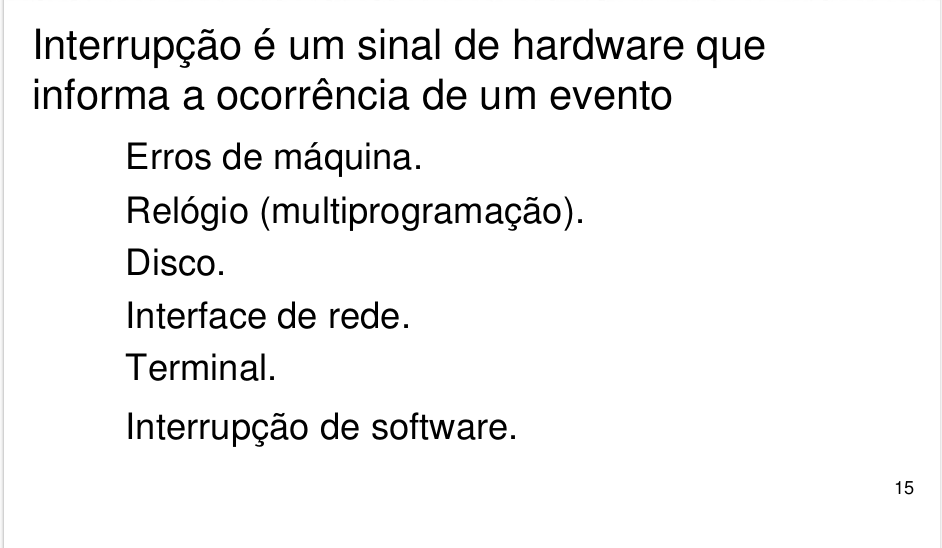 Interrupção é um sinal de hardware que
informa a ocorrência de um evento
Erros de máquina.
Relógio (multiprogramação).
Disco.
Interface de rede.
Terminal.
Interrupção de software.
15